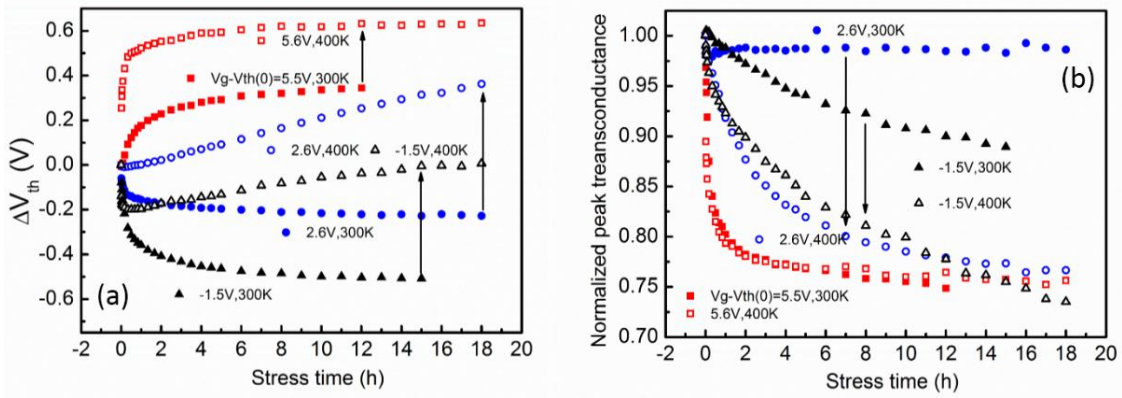 0.6
0.4
0.2
0.0
-0.2
-0.4
-0.6
ΔVth (V)
5.6V,400K
Vg-Vth(0)=5.5V,300K
2.6V,400K
-1.5V,400K
2.6V,300K
-1.5V,300K
(a)
-2 0 2 4 6 8 10 12 14 16 18 20
Stress time (h)
1.00
0.95
0.90
0.85
0.80
0.75
0.70
Normalized peak treansconductance
2.6V,300K
(b)
-1.5V,300K
-1.5V,400K
2.6V,400K
Vg-Vth(0)=5.5V,300K
5.6V,400K
-2 0 2 4 6 8 10 12 14 16 18 20
Stress time (h)